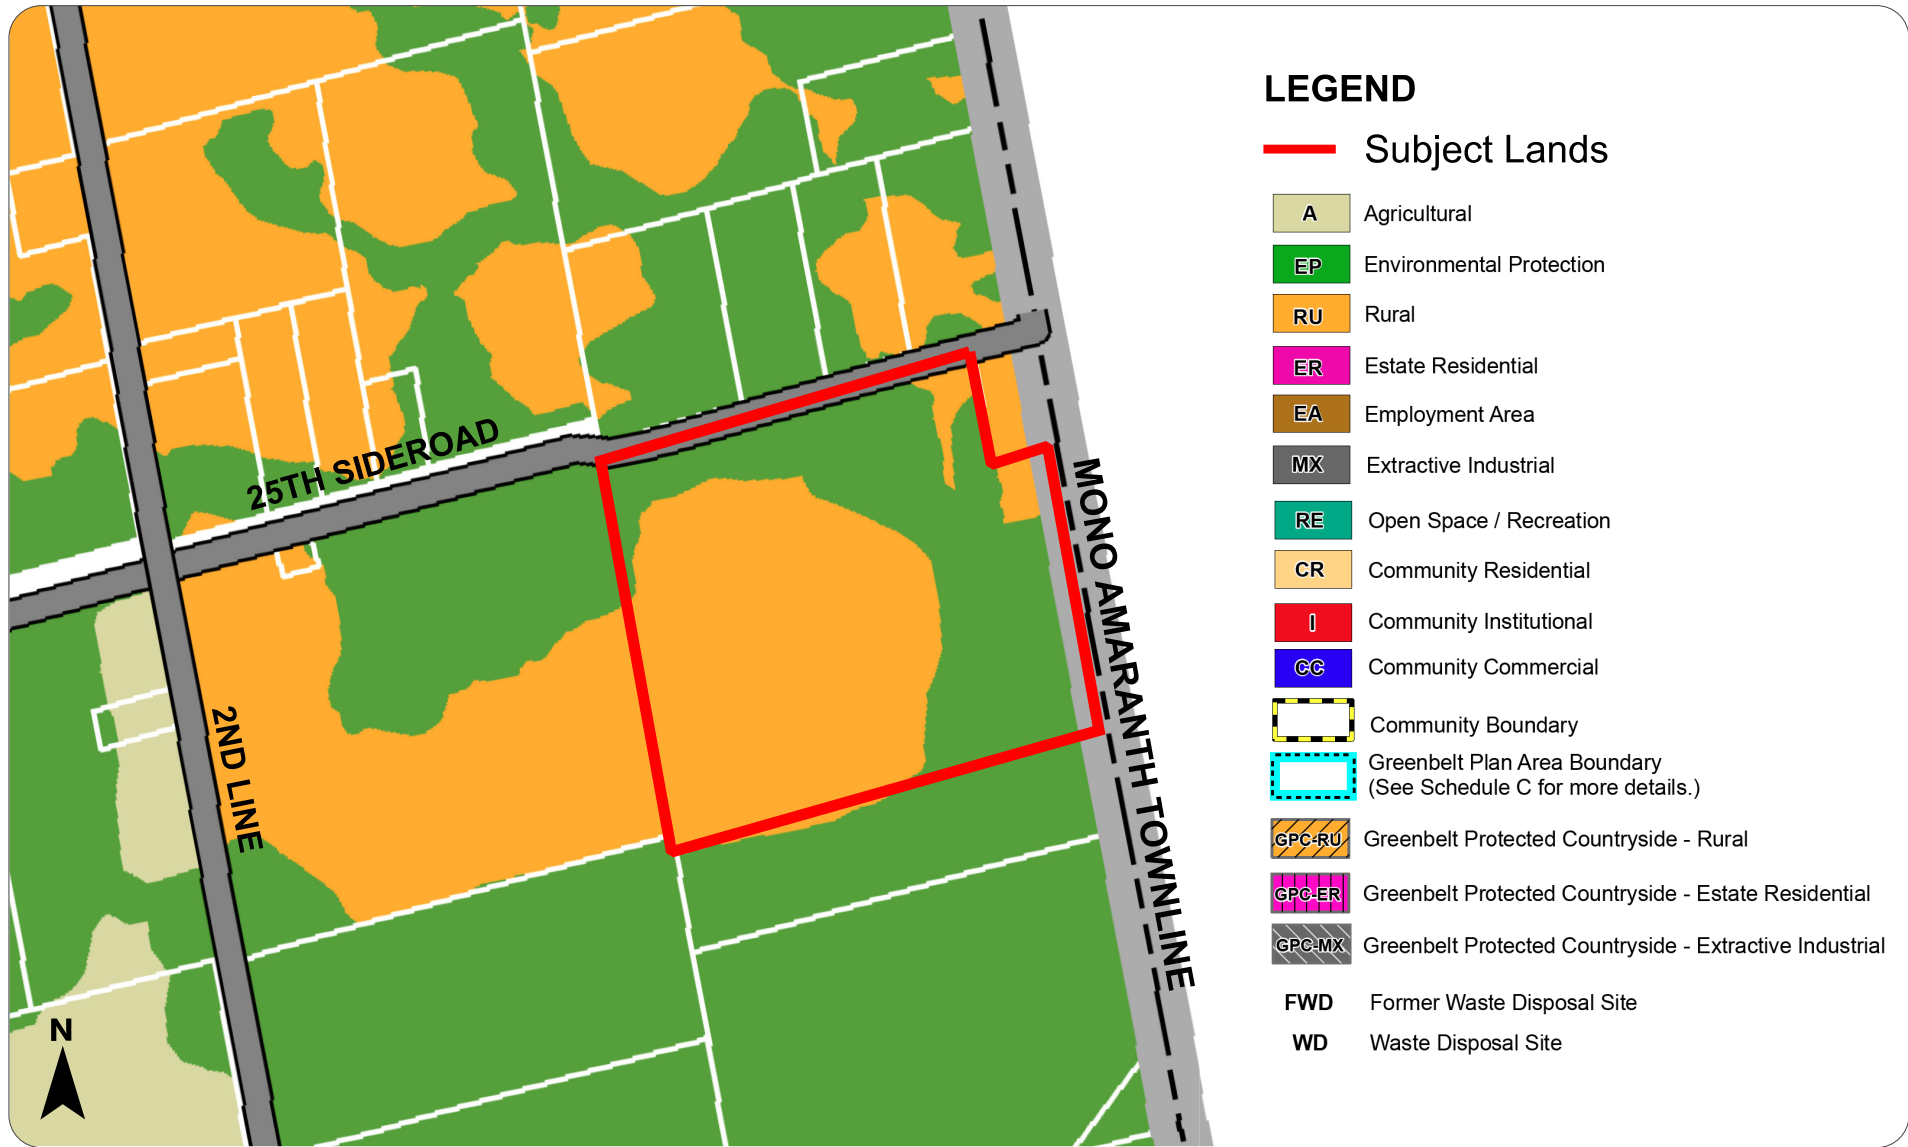 25TH SIDEROAD
2ND LINE
MONO AMARANTH TOWNLINE
N
LEGEND
Subject Lands
A Agricultural
EP Environmental Protection
RU Rural
ER Estate Residential
EA Employment Area
MX Extractive Industrial
RE Open Space / Recreation
CR Community Residential
I Community Institutional
CC Community Commercial
Community Boundary
Greenbelt Plan Area Boundary
(See Schedule C for more details.)
GPC-RU Greenbelt Protected Countryside - Rural
GPC-ER Greenbelt Protected Countryside - Estate Residential
GPC-MX Greenbelt Protected Countryside - Extractive Industrial
FWD Former Waste Disposal Site
WD Waste Disposal Site